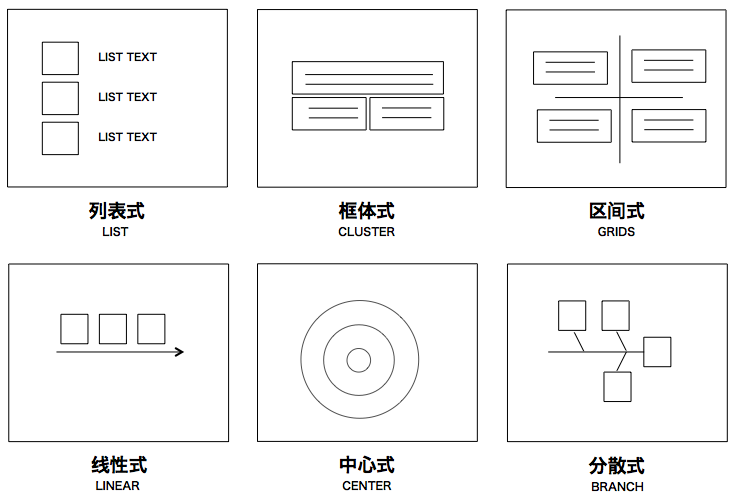 LIST TEXT
LIST TEXT
LIST TEXT
列表式
LIST
框体式
CLUSTER
区间式
GRIDS
线性式
LINEAR
中心式
CENTER
分散式
BRANCH